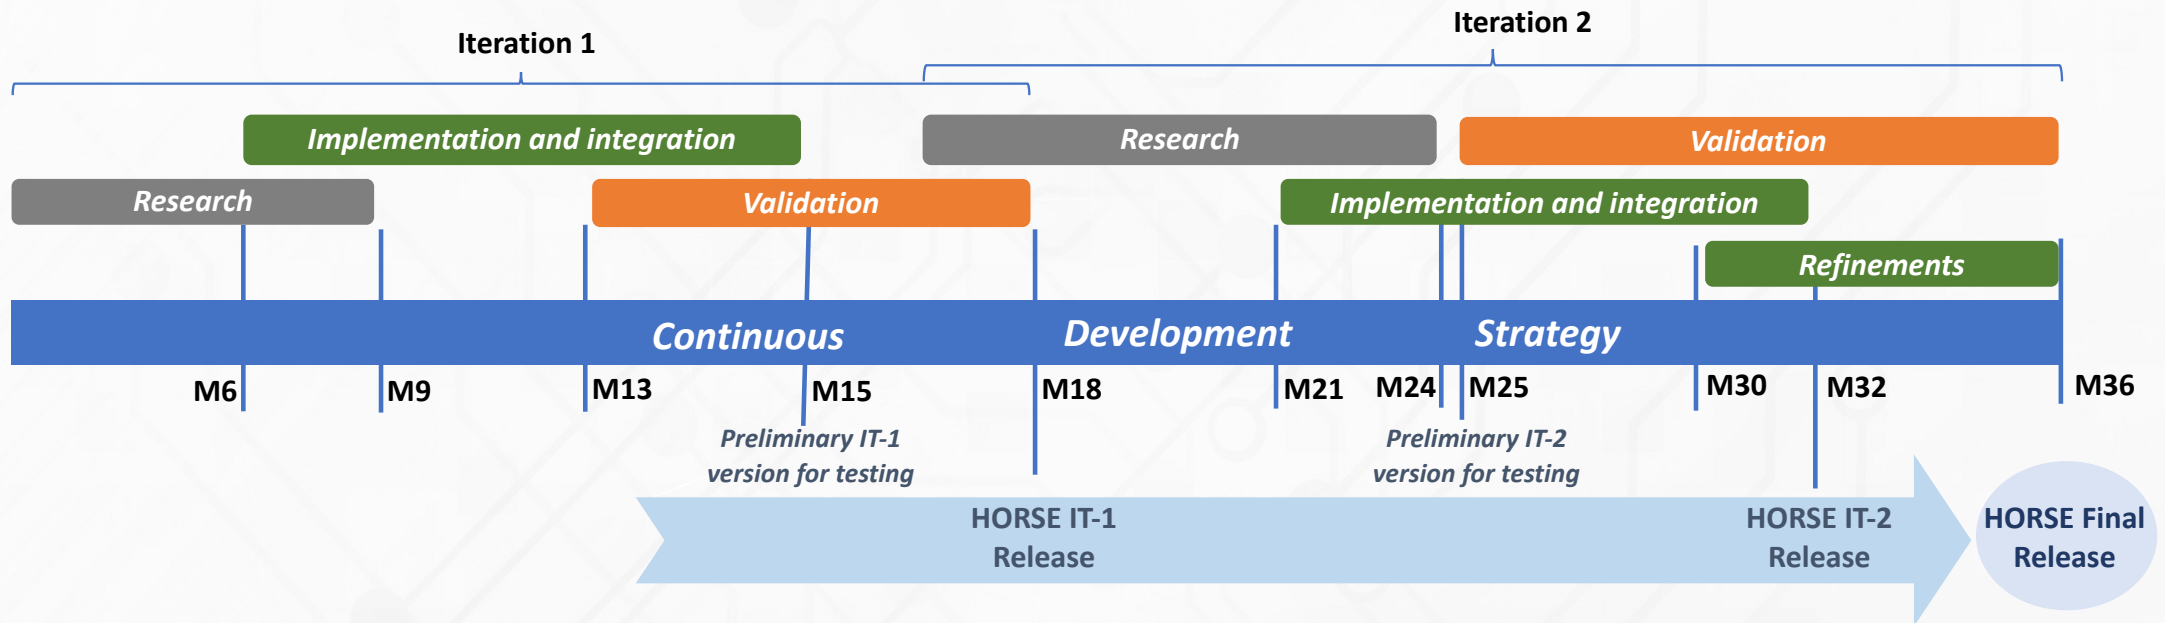 Iteration 1
Iteration 2
Implementation and integration
Research
Validation
Research
Validation
Implementation and integration
Refinements
Continuous Development Strategy
M6
M9
M13
M15
M18
M21
M24
M25
M30
M32
M36
Preliminary IT-1
version for testing
Preliminary IT-2
version for testing
HORSE IT-1
Release
HORSE IT-2
Release
HORSE Final
Release